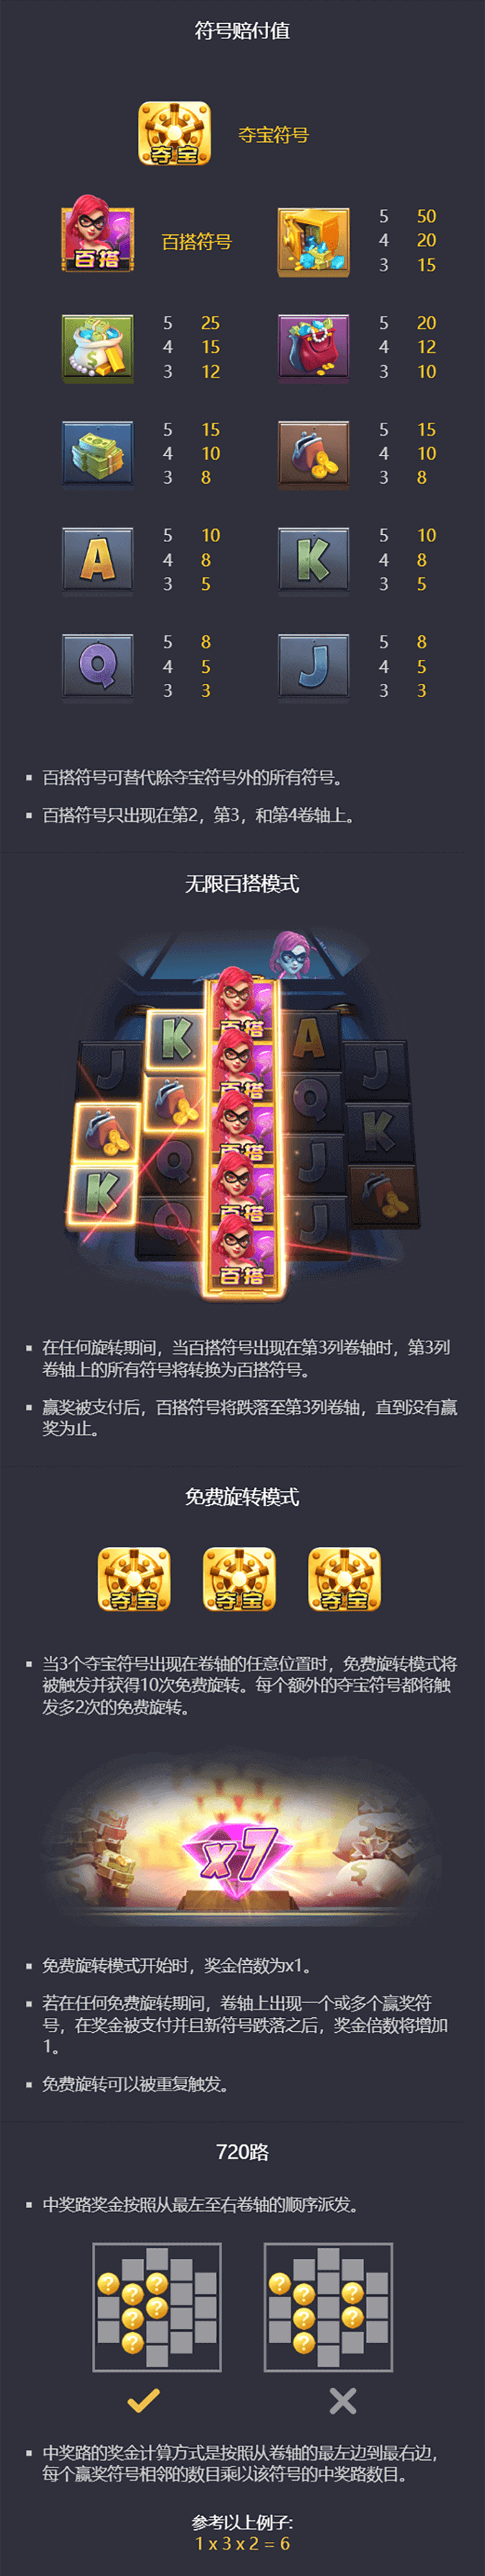 符号赔付值
夺宝
夺宝符号
百搭
百搭符号
5 50
4 20
3 15
5 25
4 15
3 12
5 20
4 12
3 10
5 15
4 10
3 8
5 15
4 10
3 8
A
5 10
4 8
3 5
K
5 10
4 8
3 5
Q
5 8
4 5
3 3
J
5 8
4 5
3 3
▪ 百搭符号可替代除夺宝符号外的所有符号。
▪ 百搭符号只出现在第2，第3，和第4卷轴上。
无限百搭模式
百搭
K A
J J
百搭
Q
百搭
Q K
K J
百搭
Q J
百搭
▪ 在任何旋转期间，当百搭符号出现在第3列卷轴时，第3列
卷轴上的所有符号将转换为百搭符号。
▪ 赢奖被支付后，百搭符号将跌落至第3列卷轴，直到没有赢
奖为止。
免费旋转模式
夺宝 夺宝 夺宝
▪ 当3个夺宝符号出现在卷轴的任意位置时，免费旋转模式将
被触发并获得10次免费旋转。每个额外的夺宝符号都将触
发多2次的免费旋转。
x7
▪ 免费旋转模式开始时，奖金倍数为x1。
▪ 若在任何免费旋转期间，卷轴上出现一个或多个赢奖符
号，在奖金被支付并且新符号跌落之后，奖金倍数将增加
1。
▪ 免费旋转可以被重复触发。
720路
▪ 中奖路奖金按照从最左至右卷轴的顺序派发。
? ? ? ? ? ?
? ? ? ? ? ?
▪ 中奖路的奖金计算方式是按照从卷轴的最左边到最右边，
每个赢奖符号相邻的数目乘以该符号的中奖路数目。
参考以上例子:
1 x 3 x 2 = 6